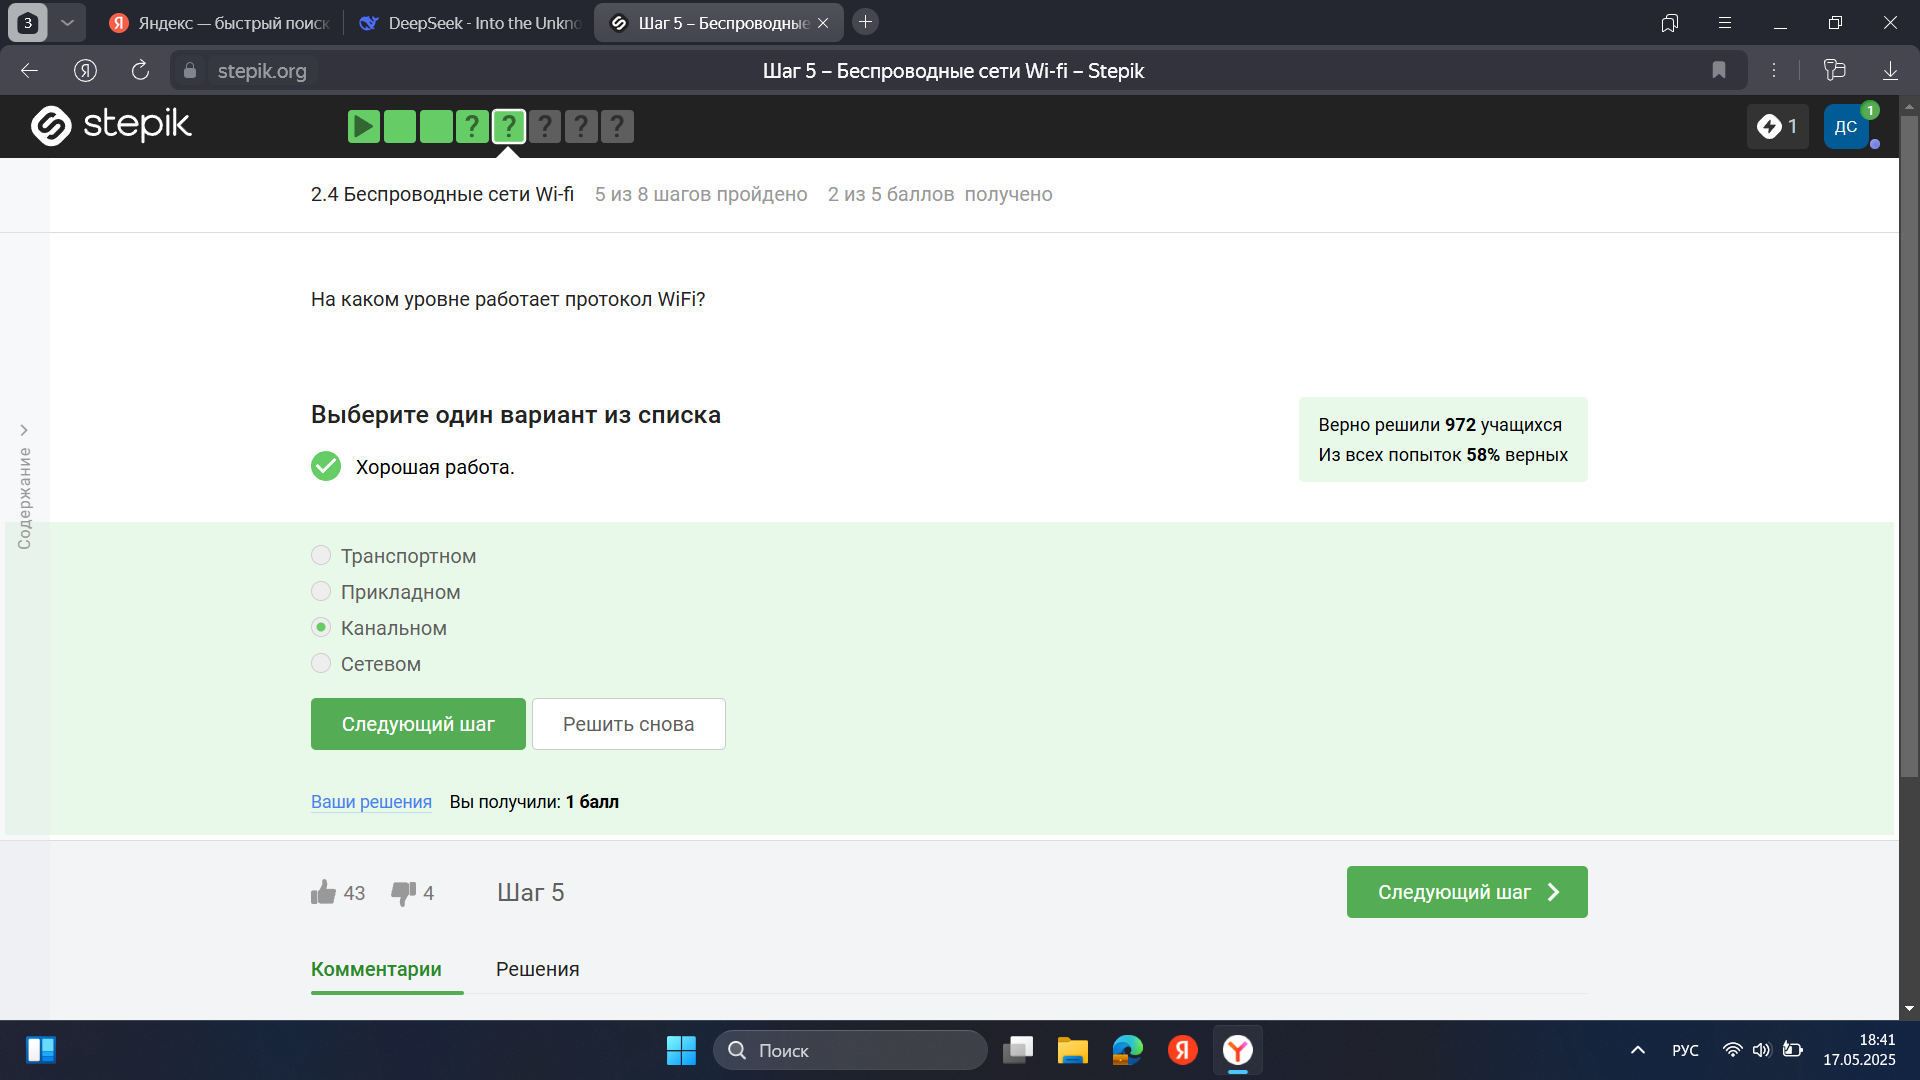 3
Яндекс — быстрый поиск
DeepSeek - Into the Unkno
Шаг 5 – Беспроводные
stepik.org
Шаг 5 – Беспроводные сети Wi-fi – Stepik
stepik
? ? ? ? ?
1
ДС
1
2.4 Беспроводные сети Wi-fi 5 из 8 шагов пройдено 2 из 5 баллов получено
На каком уровне работает протокол WiFi?
Содержание
Выберите один вариант из списка
Хорошая работа.
Верно решили 972 учащихся
Из всех попыток 58% верных
Транспортном
Прикладном
Канальном
Сетевом
Следующий шаг
Решить снова
Ваши решения Вы получили: 1 балл
43 4 Шаг 5
Следующий шаг
Комментарии Решения
Поиск
РУС
18:41
17.05.2025